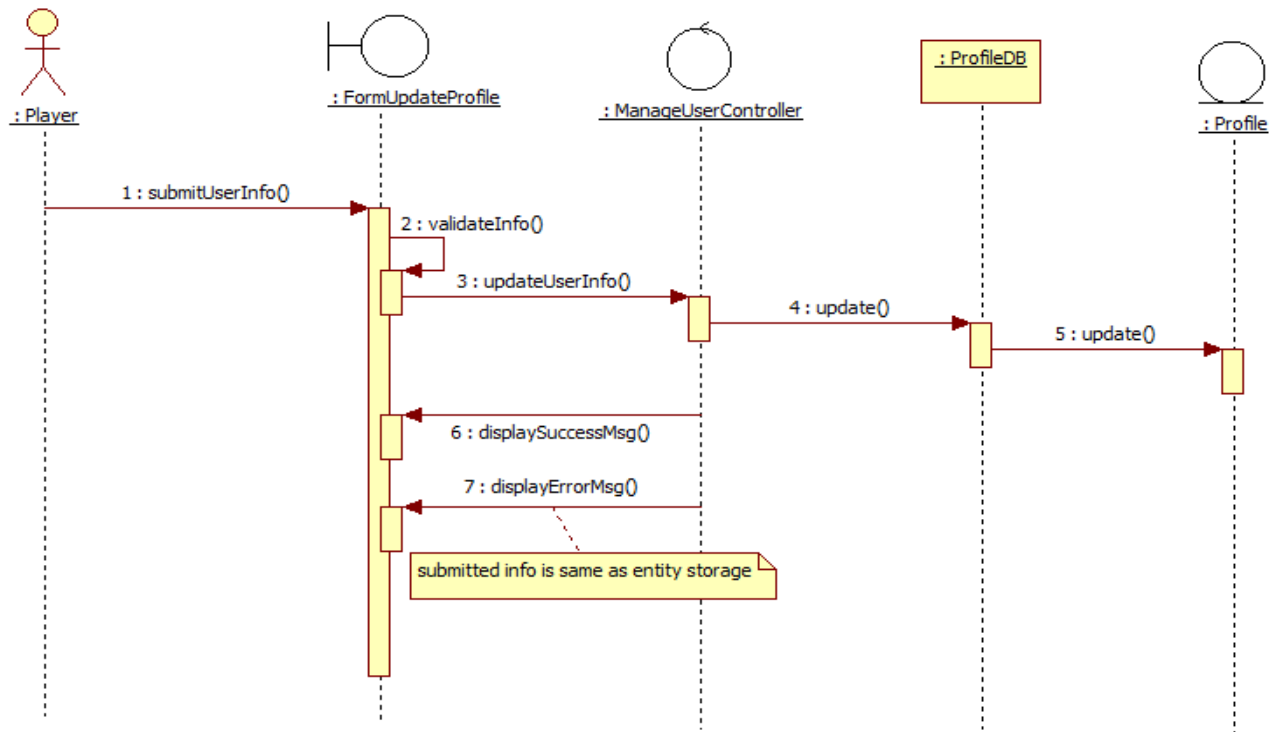 : Player
: FormUpdateProfile
: ManageUserController
: ProfileDB
: Profile
1 : submitUserInfo()
2 : validateInfo()
3 : updateUserInfo()
4 : update()
5 : update()
6 : displaySuccessMsg()
7 : displayErrorMsg()
submitted info is same as entity storage